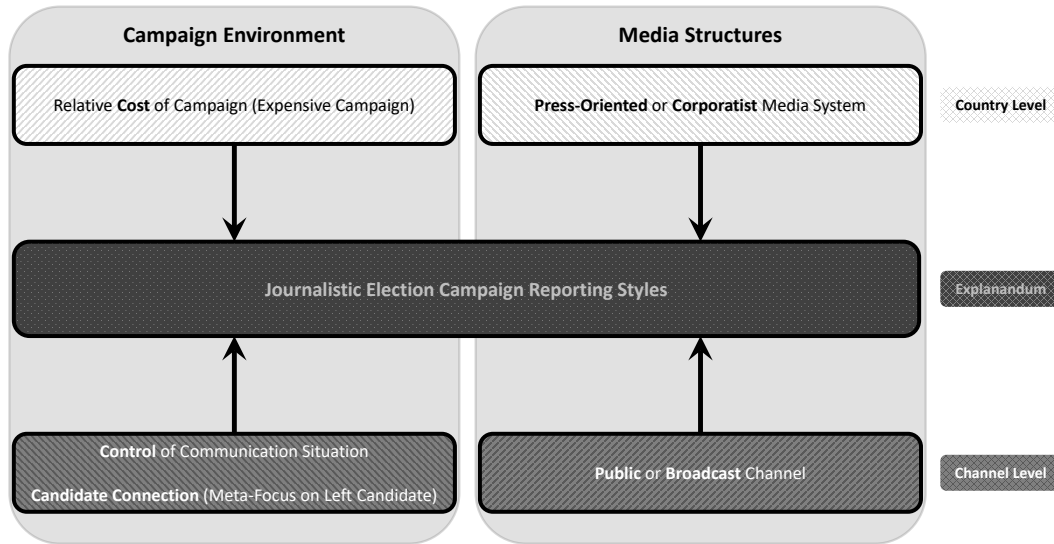 Campaign Environment
Media Structures
Relative Cost of Campaign (Expensive Campaign)
Press-Oriented or Corporatist Media System
Country Level
Journalistic Election Campaign Reporting Styles
Explanandum
Control of Communication Situation
Candidate Connection (Meta-Focus on Left Candidate)
Public or Broadcast Channel
Channel Level